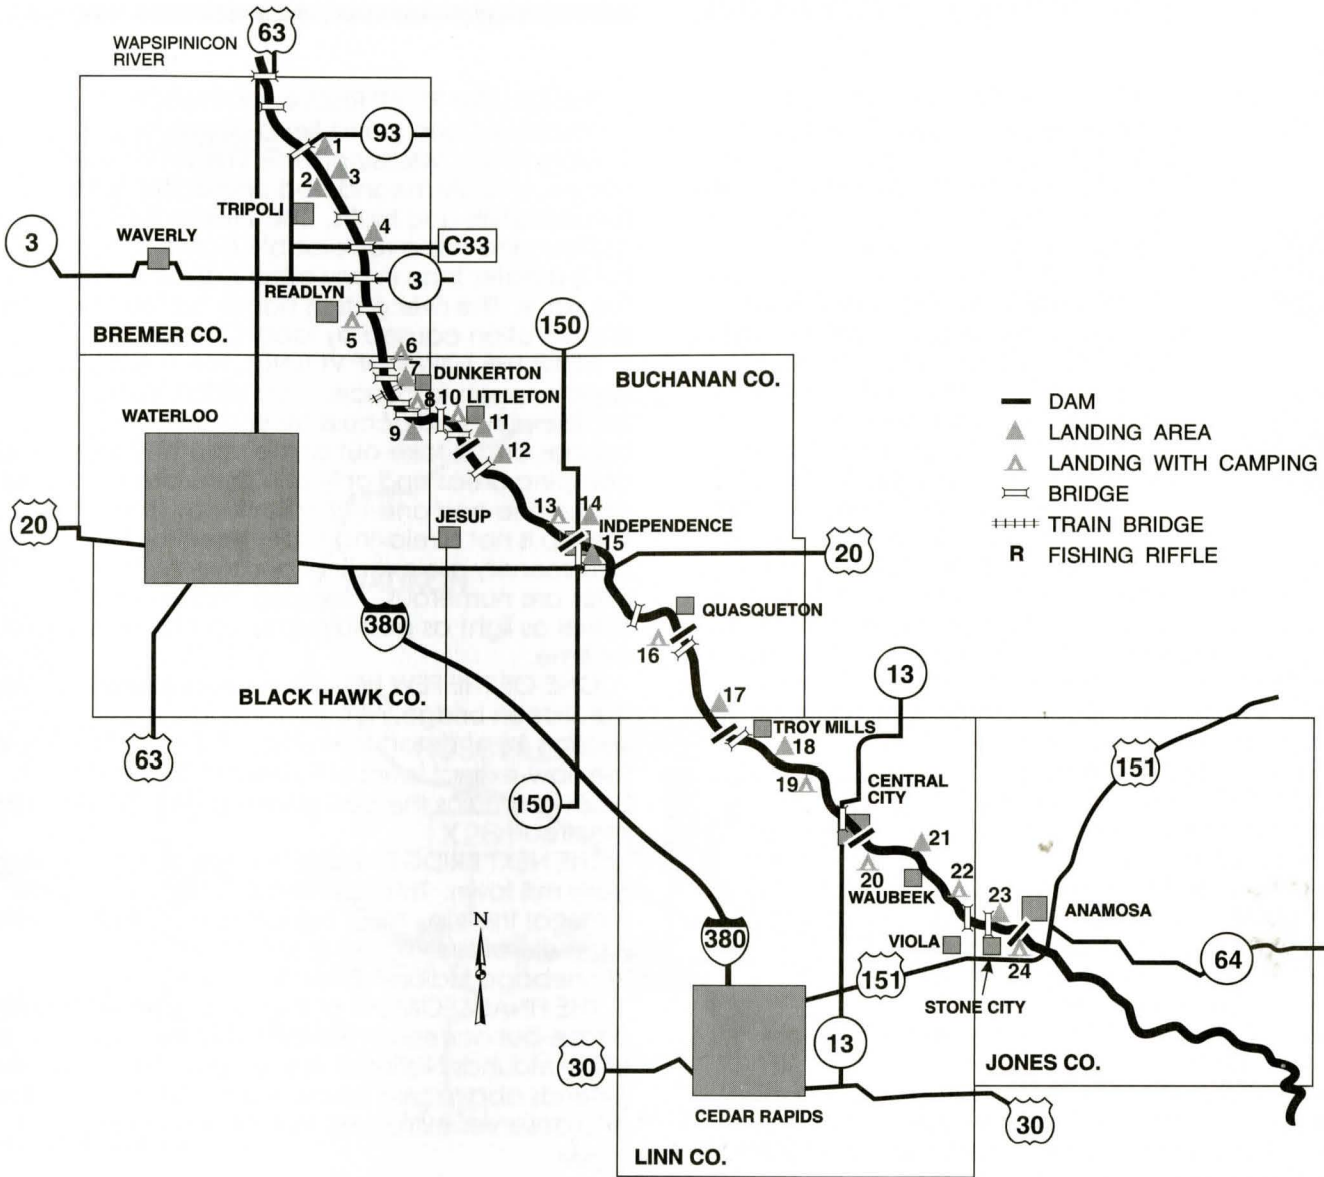 WAPSIPINICON
RIVER
63
93
1
3
2
TRIPOLI
4
C33
3
WAVERLY
3
READLYN
5
BREMER CO.
150
6
7
DUNKERTON
8
10 LITTLETON
9
11
12
BUCHANAN CO.
WATERLOO
DAM
LANDING AREA
LANDING WITH CAMPING
BRIDGE
TRAIN BRIDGE
R FISHING RIFFLE
20
JESUP
13
14
INDEPENDENCE
15
20
380
QUASQUETON
16
BLACK HAWK CO.
63
17
13
TROY MILLS
18
19
150
CENTRAL
CITY
151
20
21
WAUBEEK
22
23
ANAMOSA
N
380
VIOLA
151
24
STONE CITY
64
30
13
CEDAR RAPIDS
JONES CO.
30
LINN CO.